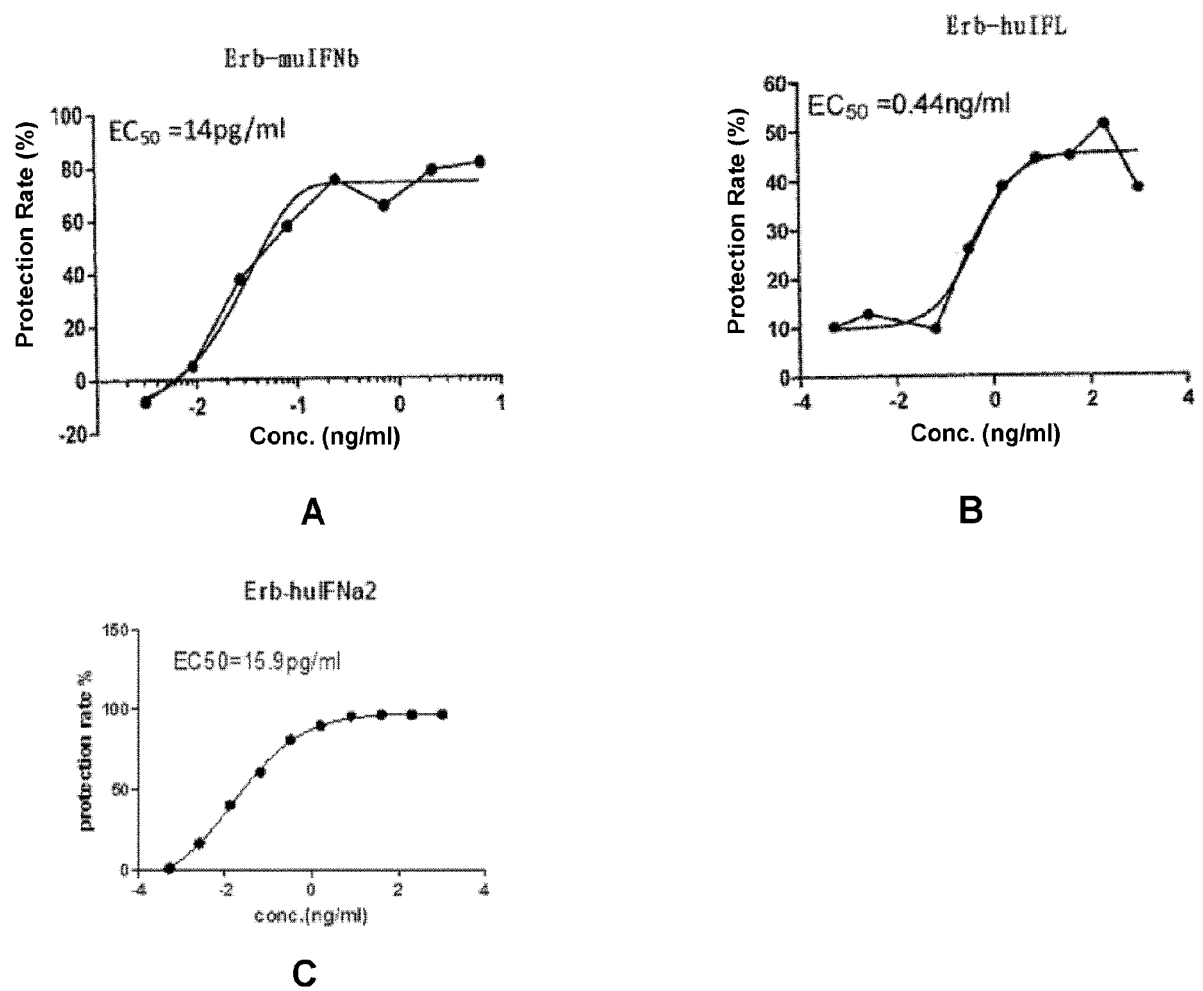 Erb-muIFNb
EC50 =14pg/ml
Protection Rate (%)
100
80
60
40
20
0
-20
-2
-1
0
1
Conc. (ng/ml)
A
Erb-huIFL
EC50 =0.44ng/ml
Protection Rate (%)
60
50
40
30
20
10
0
-4
-2
0
2
4
Conc. (ng/ml)
B
Erb-huIFNa2
EC50=15.9pg/ml
protection rate %
150
100
50
0
-4
-2
0
2
4
conc.(ng/ml)
C